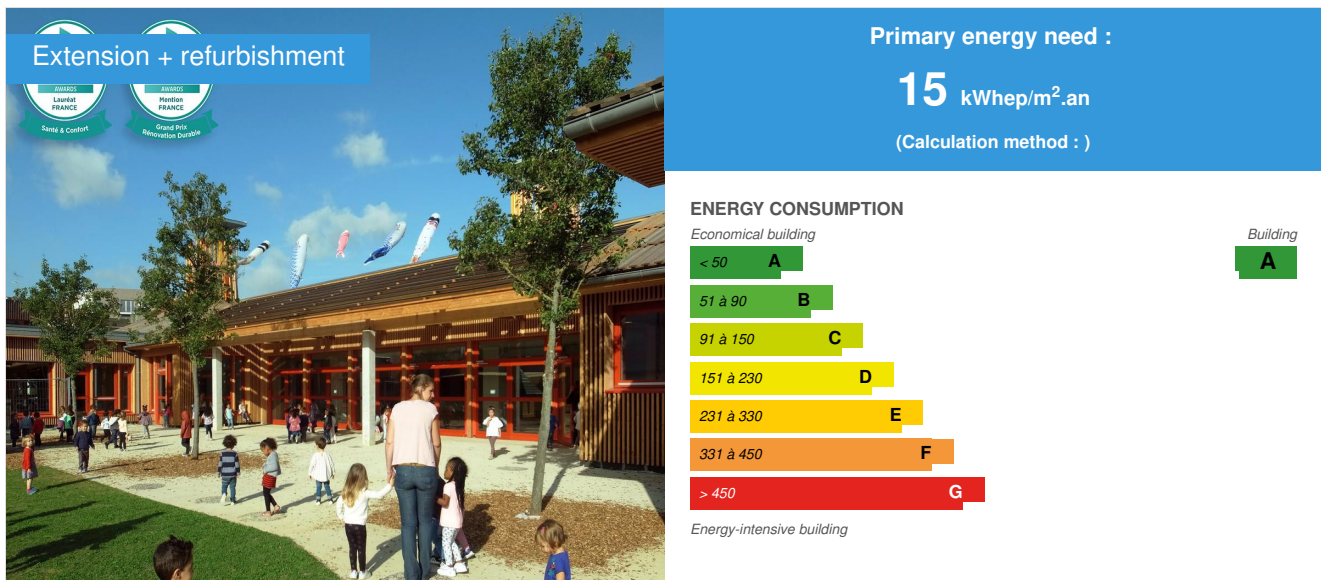 Extension + refurbishment
AWARDS
Lauréat
FRANCE
Santé & Confort
AWARDS
Mention
FRANCE
Grand Prix
Rénovation Durable
Primary energy need :
15 kWhep/m².an
(Calculation method : )
ENERGY CONSUMPTION
Economical building
Building
< 50 A
A
51 à 90 B
91 à 150 C
151 à 230 D
231 à 330 E
331 à 450 F
> 450 G
Energy-intensive building